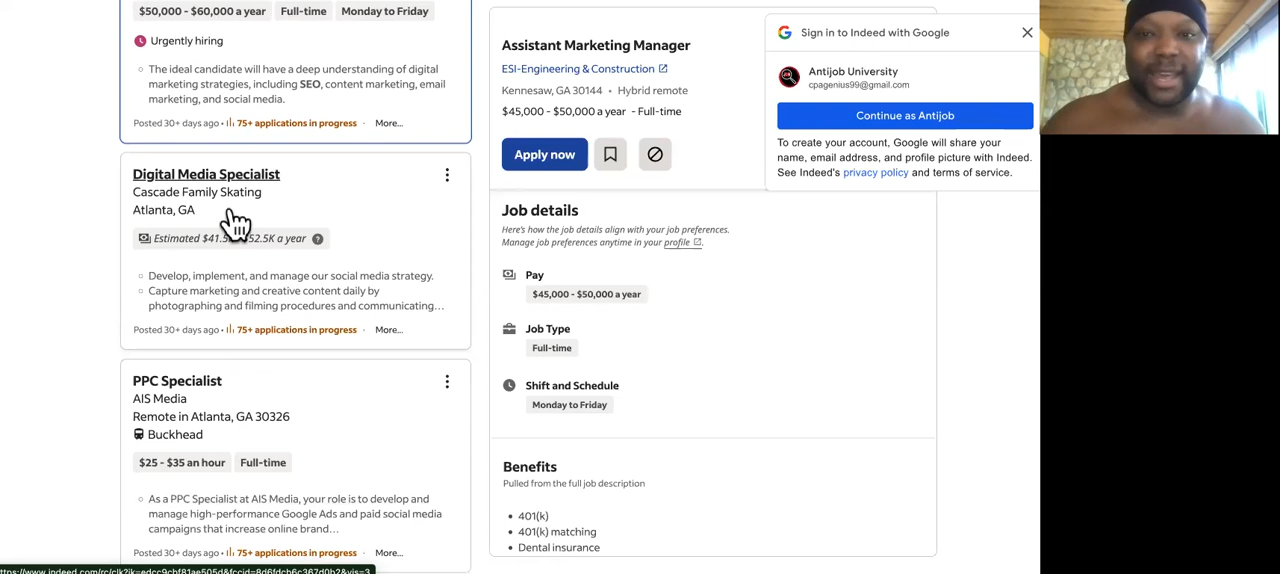 $50,000 - $60,000 a year Full-time Monday to Friday
Urgently hiring
The ideal candidate will have a deep understanding of digital
marketing strategies, including SEO, content marketing, email
marketing, and social media.
Posted 30+ days ago • 75+ applications in progress · More...
Digital Media Specialist
Cascade Family Skating
Atlanta, GA
Estimated $41.5 52.5K a year ?
Develop, implement, and manage our social media strategy.
Capture marketing and creative content daily by
photographing and filming procedures and communicating…
Posted 30+ days ago • 75+ applications in progress · More...
PPC Specialist
AIS Media
Remote in Atlanta, GA 30326
Buckhead
$25 - $35 an hour Full-time
As a PPC Specialist at AIS Media, your role is to develop and
manage high-performance Google Ads and paid social media
campaigns that increase online brand…
Posted 30+ days ago • 75+ applications in progress · More...
Assistant Marketing Manager
ESI-Engineering & Construction
Kennesaw, GA 30144 • Hybrid remote
$45,000 - $50,000 a year - Full-time
Apply now
Job details
Here's how the job details align with your job preferences.
Manage job preferences anytime in your profile.
Pay
$45,000 - $50,000 a year
Job Type
Full-time
Shift and Schedule
Monday to Friday
Benefits
Pulled from the full job description
• 401(k)
• 401(k) matching
• Dental insurance
Sign in to Indeed with Google
Antijob University
cpagenius99@gmail.com
Continue as Antijob
To create your account, Google will share your
name, email address, and profile picture with Indeed.
See Indeed's privacy policy and terms of service.